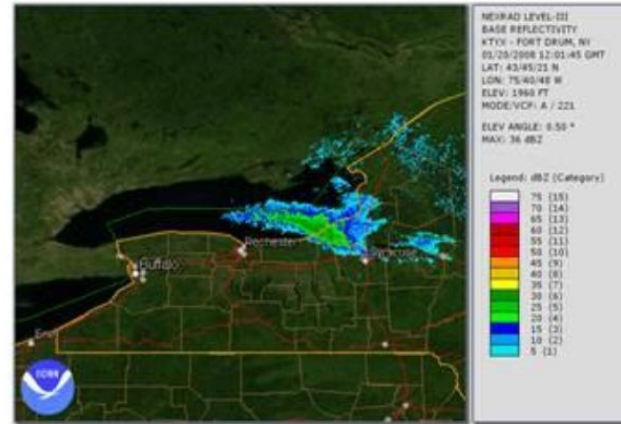 NEXRAD LEVEL-III
BASE REFLECTIVITY
KTYX - FORT DRUM, NY
01/20/2008 12:01:45 GMT
LAT: 43/45/21 N
LON: 75/40/48 W
ELEV: 1960 FT
MODE/VCP: A / 221
ELEV ANGLE: 0.50 °
MAX: 36 dBZ
Legend: dBZ (Category)
75 (15)
70 (14)
65 (13)
60 (12)
55 (11)
50 (10)
45 (9)
40 (8)
35 (7)
30 (6)
25 (5)
20 (4)
15 (3)
10 (2)
5 (1)
Rocheste
Syracuse
Buffalo
Erie